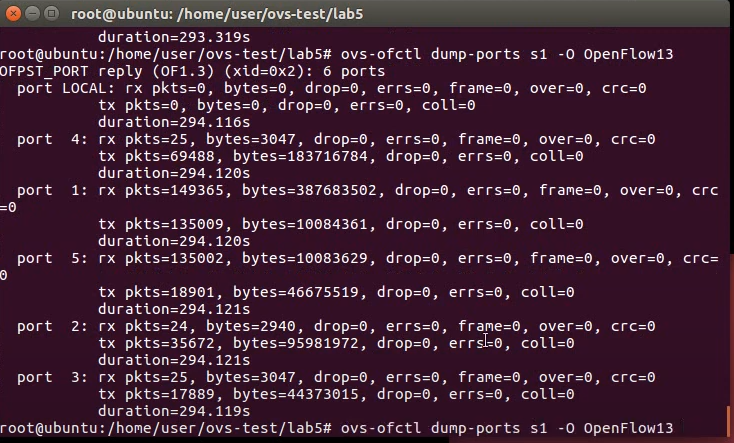 root@ubuntu: /home/user/ovs-test/lab5
duration=293.319s
root@ubuntu:/home/user/ovs-test/lab5# ovs-ofctl dump-ports s1 -O OpenFlow13
OFPST_PORT reply (OF1.3) (xid=0x2): 6 ports
port LOCAL: rx pkts=0, bytes=0, drop=0, errs=0, frame=0, over=0, crc=0
tx pkts=0, bytes=0, drop=0, errs=0, coll=0
duration=294.116s
port  4: rx pkts=25, bytes=3047, drop=0, errs=0, frame=0, over=0, crc=0
tx pkts=69488, bytes=183716784, drop=0, errs=0, coll=0
duration=294.120s
port  1: rx pkts=149365, bytes=387683502, drop=0, errs=0, frame=0, over=0, crc
=0
tx pkts=135009, bytes=10084361, drop=0, errs=0, coll=0
duration=294.120s
port  5: rx pkts=135002, bytes=10083629, drop=0, errs=0, frame=0, over=0, crc=
0
tx pkts=18901, bytes=46675519, drop=0, errs=0, coll=0
duration=294.121s
port  2: rx pkts=24, bytes=2940, drop=0, errs=0, frame=0, over=0, crc=0
tx pkts=35672, bytes=95981972, drop=0, errs=0, coll=0
duration=294.121s
port  3: rx pkts=25, bytes=3047, drop=0, errs=0, frame=0, over=0, crc=0
tx pkts=17889, bytes=44373015, drop=0, errs=0, coll=0
duration=294.119s
root@ubuntu:/home/user/ovs-test/lab5# ovs-ofctl dump-ports s1 -O OpenFlow13